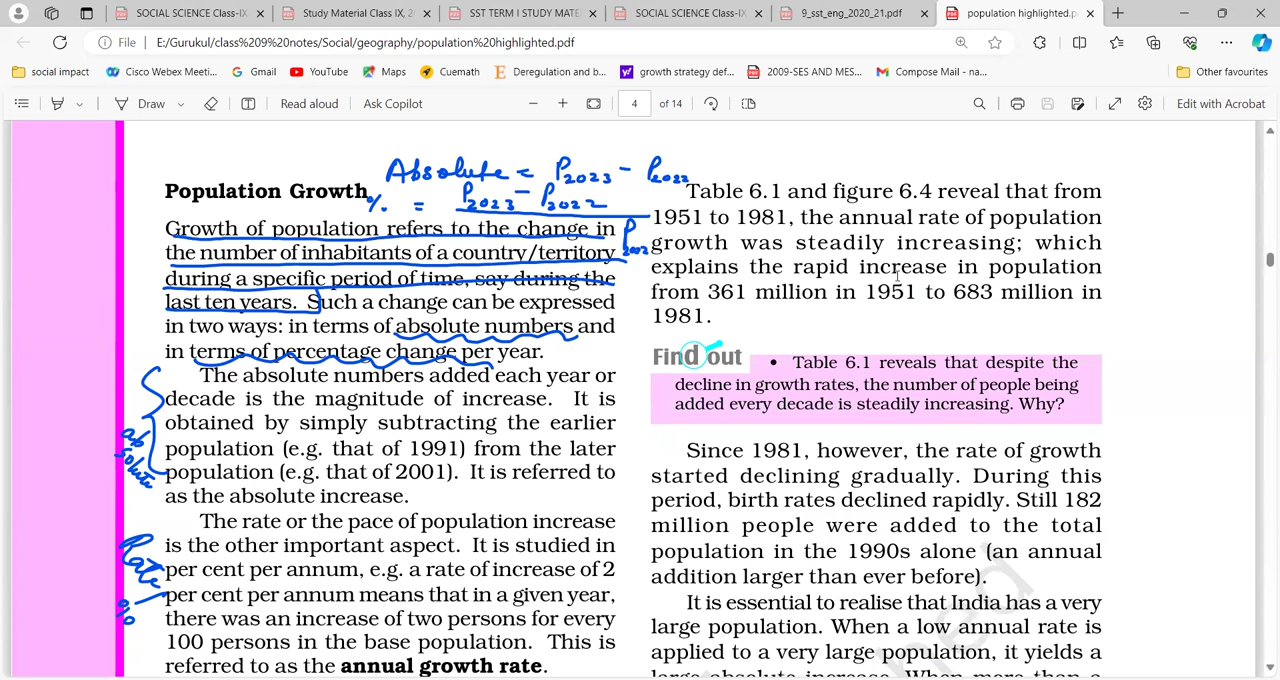 SOCIAL SCIENCE Class-IX
Study Material Class IX, 2
SST TERM I STUDY MATE
SOCIAL SCIENCE Class-IX
9_sst_eng_2020_21.pdf
population highlighted.p
File
E:/Gurukul/class%209%20notes/Social/geography/population%20highlighted.pdf
social impact
Cisco Webex Meeti...
Gmail
YouTube
Maps
Cuemath
Deregulation and b...
growth strategy def...
2009-SES AND MES...
Compose Mail - na...
Other favourites
Draw
Read aloud
Ask Copilot
4
of 14
Edit with Acrobat
Absolute = P2023 - P2022
% = P2023 - P2022
P2022
Population Growth
Growth of population refers to the change in
the number of inhabitants of a country/territory
during a specific period of time, say during the
last ten years. Such a change can be expressed
in two ways: in terms of absolute numbers and
in terms of percentage change per year.
The absolute numbers added each year or
decade is the magnitude of increase. It is
obtained by simply subtracting the earlier
population (e.g. that of 1991) from the later
population (e.g. that of 2001). It is referred to
as the absolute increase.
ab
solute
The rate or the pace of population increase
is the other important aspect. It is studied in
per cent per annum, e.g. a rate of increase of 2
per cent per annum means that in a given year,
there was an increase of two persons for every
100 persons in the base population. This is
referred to as the annual growth rate.
Rate
%
Table 6.1 and figure 6.4 reveal that from
1951 to 1981, the annual rate of population
growth was steadily increasing; which
explains the rapid increase in population
from 361 million in 1951 to 683 million in
1981.
Find out
• Table 6.1 reveals that despite the
decline in growth rates, the number of people being
added every decade is steadily increasing. Why?
Since 1981, however, the rate of growth
started declining gradually. During this
period, birth rates declined rapidly. Still 182
million people were added to the total
population in the 1990s alone (an annual
addition larger than ever before).
It is essential to realise that India has a very
large population. When a low annual rate is
applied to a very large population, it yields a
large absolute increase. When more than a